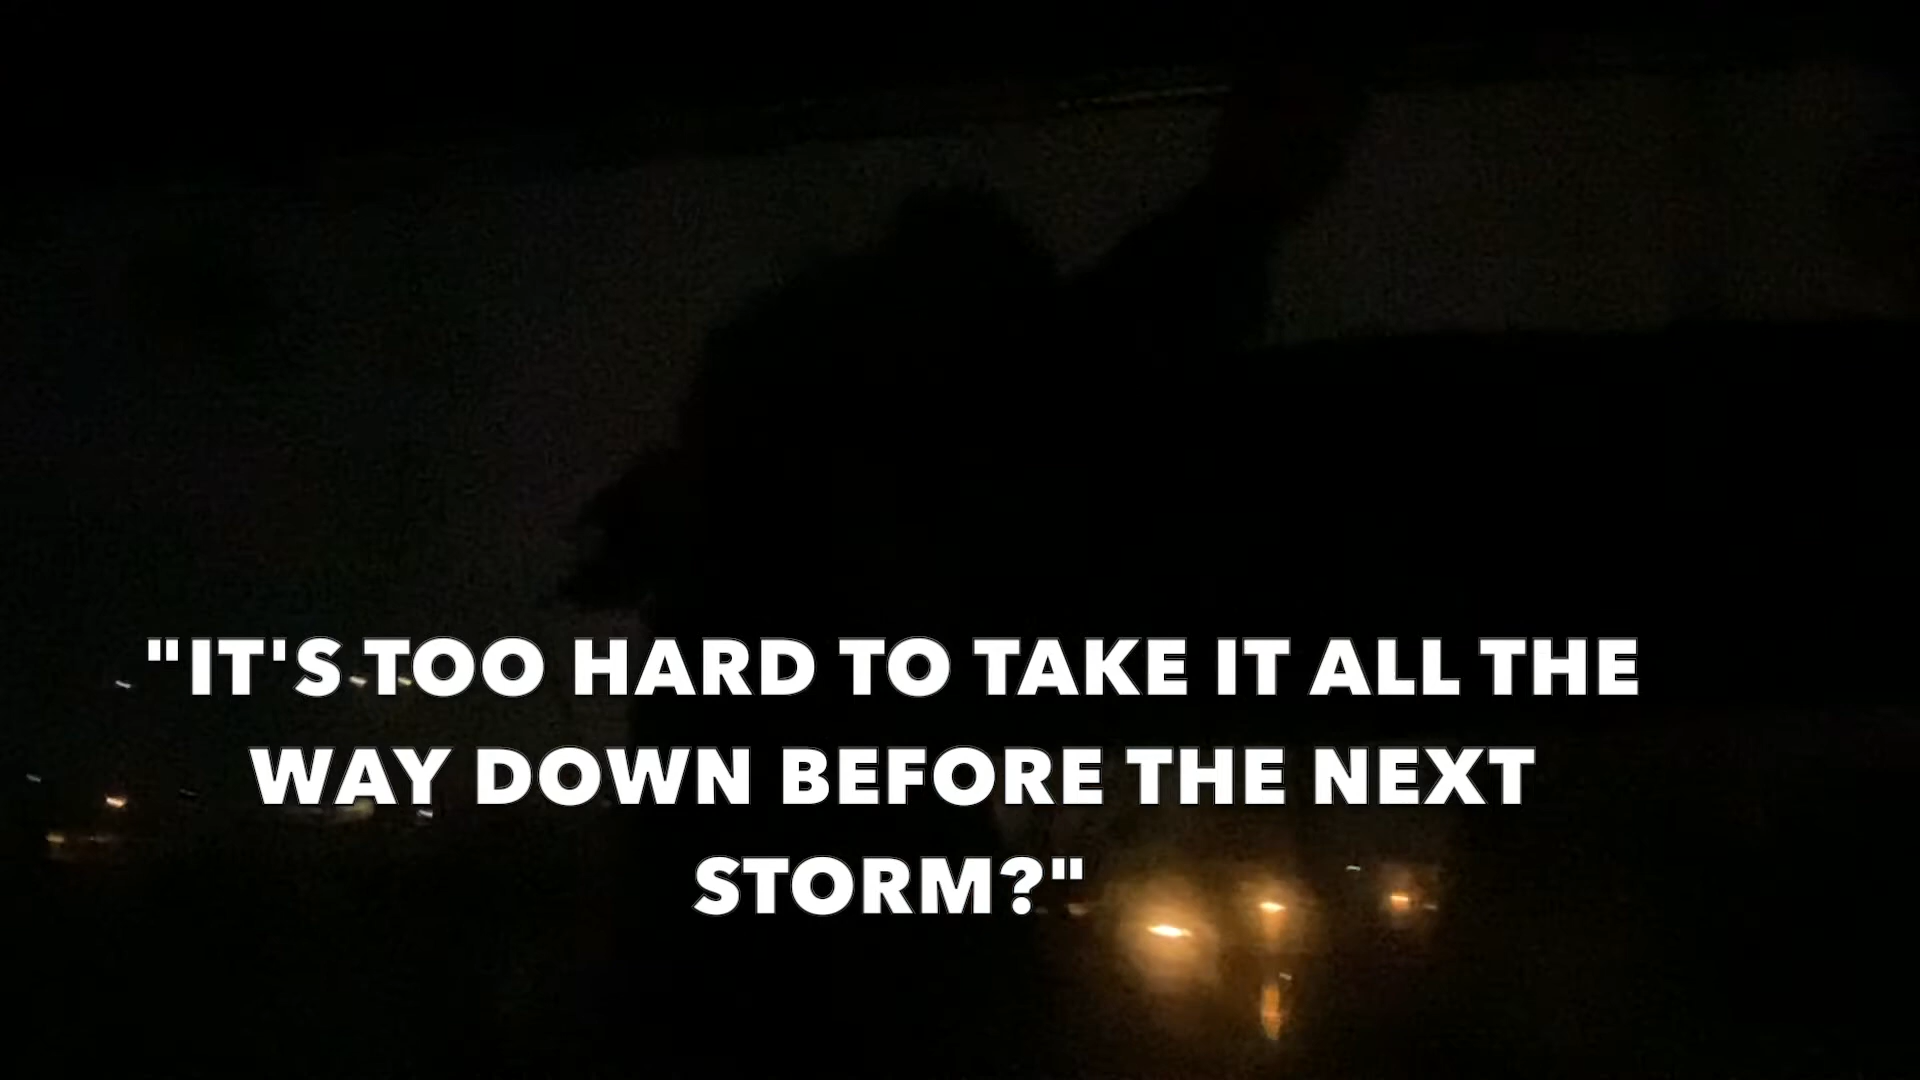 "IT'S TOO HARD TO TAKE IT ALL THE
WAY DOWN BEFORE THE NEXT
STORM?"